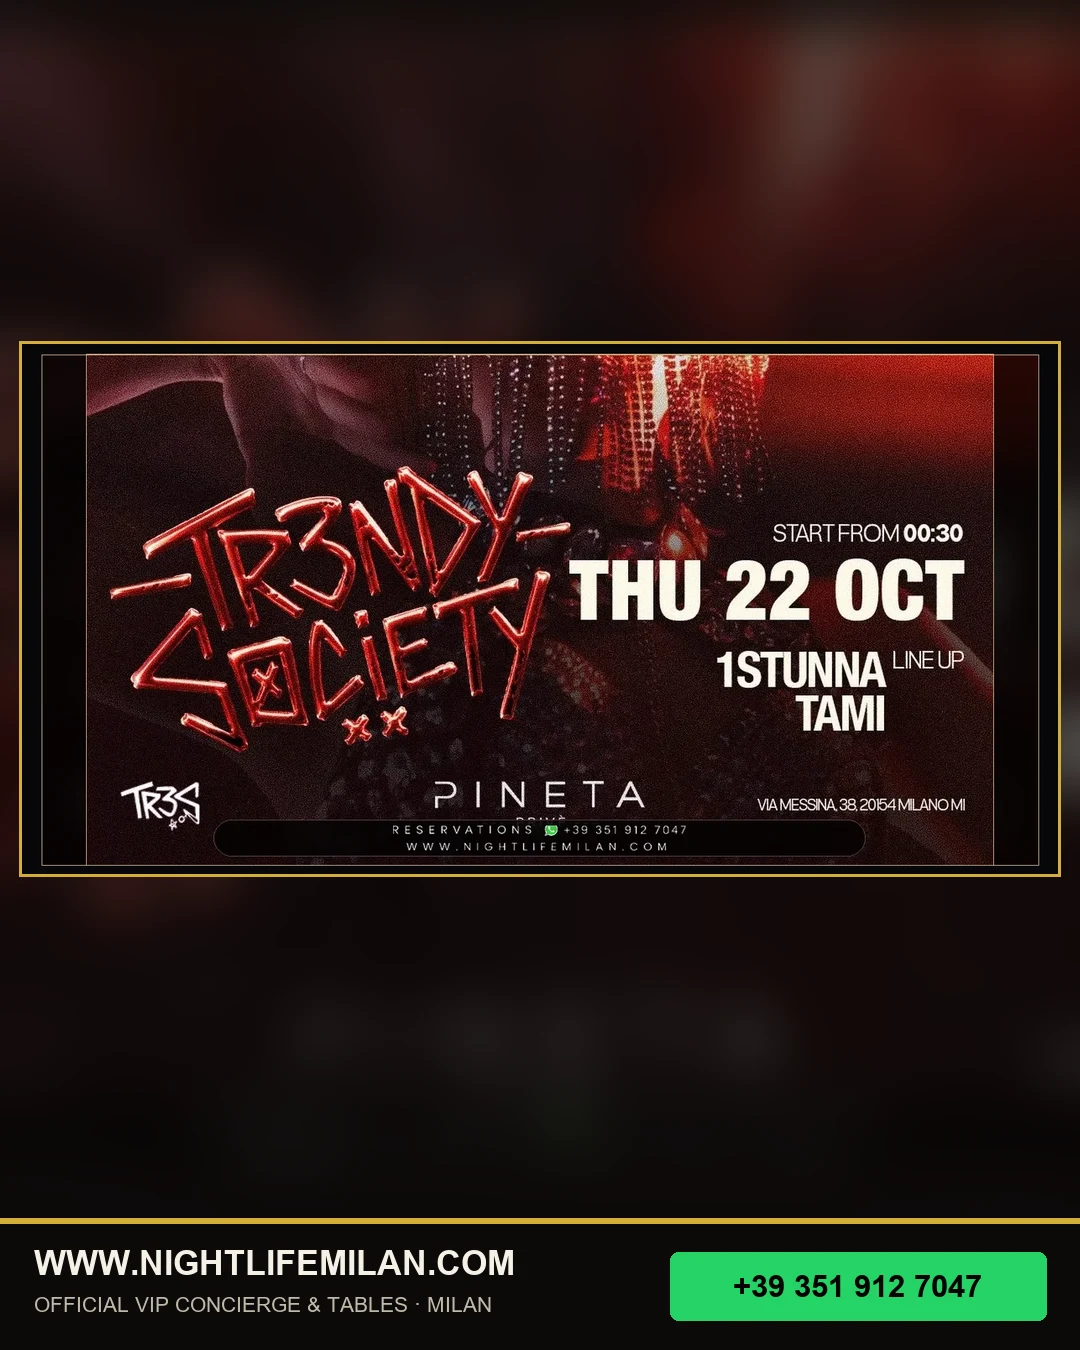 TR3NDY
SOCiETY
START FROM 00:30
THU 22 OCT
1STUNNA LINE UP
TAMI
TR3S
PINETA
VIA MESSINA, 38, 20154 MILANO MI
RESERVATIONS +39 351 912 7047
WWW.NIGHTLIFEMILAN.COM
WWW.NIGHTLIFEMILAN.COM
OFFICIAL VIP CONCIERGE & TABLES · MILAN
+39 351 912 7047